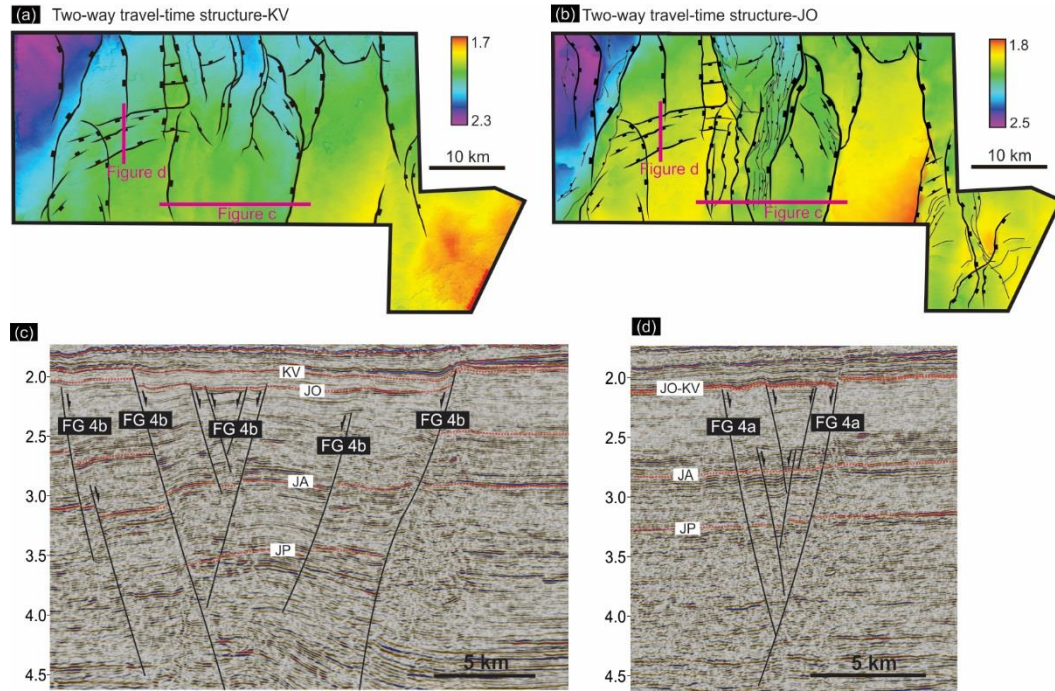 (a) Two-way travel-time structure-KV
1.7
2.3
10 km
Figure d
Figure c
(b) Two-way travel-time structure-JO
1.8
2.5
10 km
Figure d
Figure c
(c)
2.0
2.5
3.0
3.5
4.0
4.5
KV
JO
FG 4b
FG 4b
FG 4b
FG 4b
FG 4b
JA
JP
5 km
(d)
2.0
2.5
3.0
3.5
4.0
4.5
JO-KV
FG 4a
FG 4a
JA
JP
5 km